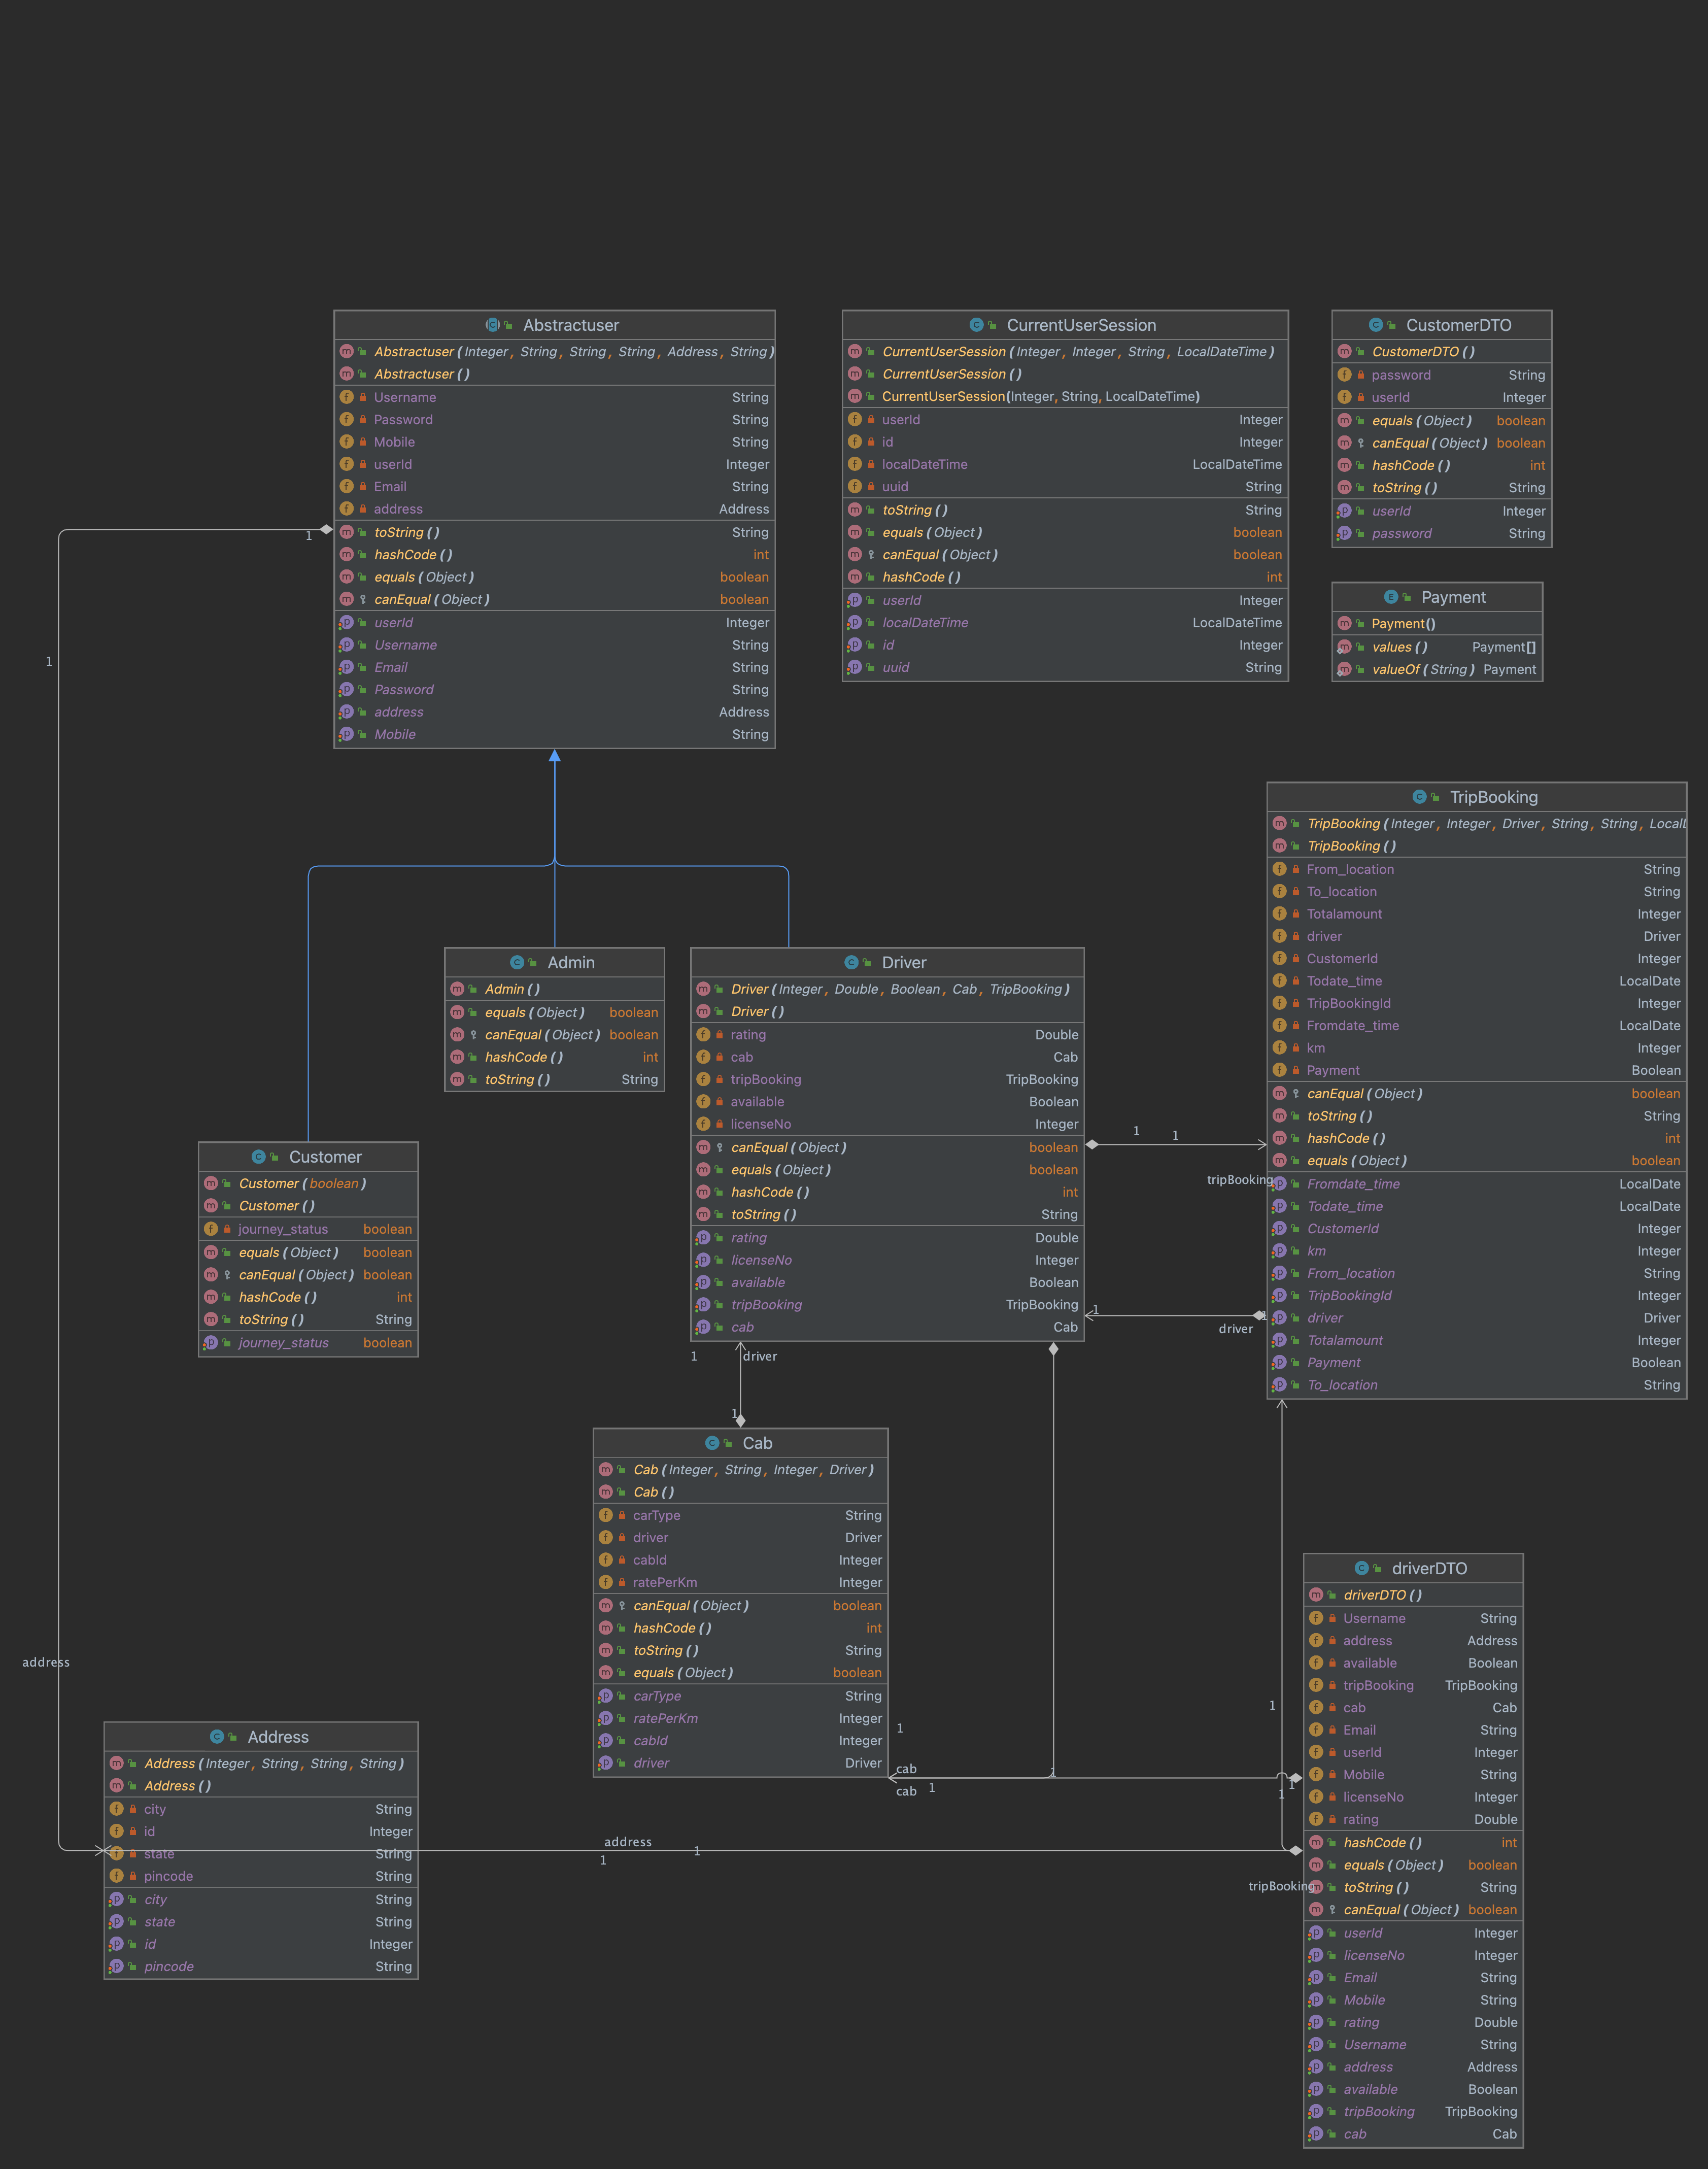 Abstractuser
Abstractuser(Integer, String, String, String, Address, String)
Abstractuser()
Username String
Password String
Mobile String
userId Integer
Email String
address Address
toString() String
hashCode() int
equals(Object) boolean
canEqual(Object) boolean
userId Integer
Username String
Email String
Password String
address Address
Mobile String
CurrentUserSession
CurrentUserSession(Integer, Integer, String, LocalDateTime)
CurrentUserSession()
CurrentUserSession(Integer, String, LocalDateTime)
userId Integer
id Integer
localDateTime LocalDateTime
uuid String
toString() String
equals(Object) boolean
canEqual(Object) boolean
hashCode() int
userId Integer
localDateTime LocalDateTime
id Integer
uuid String
CustomerDTO
CustomerDTO()
password String
userId Integer
equals(Object) boolean
canEqual(Object) boolean
hashCode() int
toString() String
userId Integer
password String
Payment
Payment()
values() Payment[]
valueOf(String) Payment
1
1
TripBooking
TripBooking(Integer, Integer, Driver, String, String, Local
TripBooking()
From_location String
To_location String
Totalamount Integer
driver Driver
CustomerId Integer
Todate_time LocalDate
TripBookingId Integer
Fromdate_time LocalDate
km Integer
Payment Boolean
canEqual(Object) boolean
toString() String
hashCode() int
equals(Object) boolean
Fromdate_time LocalDate
Todate_time LocalDate
CustomerId Integer
km Integer
From_location String
TripBookingId Integer
driver Driver
Totalamount Integer
Payment Boolean
To_location String
Admin
Admin()
equals(Object) boolean
canEqual(Object) boolean
hashCode() int
toString() String
Driver
Driver(Integer, Double, Boolean, Cab, TripBooking)
Driver()
rating Double
cab Cab
tripBooking TripBooking
available Boolean
licenseNo Integer
canEqual(Object) boolean
equals(Object) boolean
hashCode() int
toString() String
rating Double
licenseNo Integer
available Boolean
tripBooking TripBooking
cab Cab
1
1
tripBooking
1
1
driver
Customer
Customer(boolean)
Customer()
journey_status boolean
equals(Object) boolean
canEqual(Object) boolean
hashCode() int
toString() String
journey_status boolean
1
driver
1
Cab
Cab(Integer, String, Integer, Driver)
Cab()
carType String
driver Driver
cabId Integer
ratePerKm Integer
canEqual(Object) boolean
hashCode() int
toString() String
equals(Object) boolean
carType String
ratePerKm Integer
cabId Integer
driver Driver
1
cab
cab
1
1
1
1
1
address
Address
Address(Integer, String, String, String)
Address()
city String
id Integer
state String
pincode String
city String
state String
id Integer
pincode String
address
1
1
tripBooking
driverDTO
driverDTO()
Username String
address Address
available Boolean
tripBooking TripBooking
cab Cab
Email String
userId Integer
Mobile String
licenseNo Integer
rating Double
hashCode() int
equals(Object) boolean
toString() String
canEqual(Object) boolean
userId Integer
licenseNo Integer
Email String
Mobile String
rating Double
Username String
address Address
available Boolean
tripBooking TripBooking
cab Cab